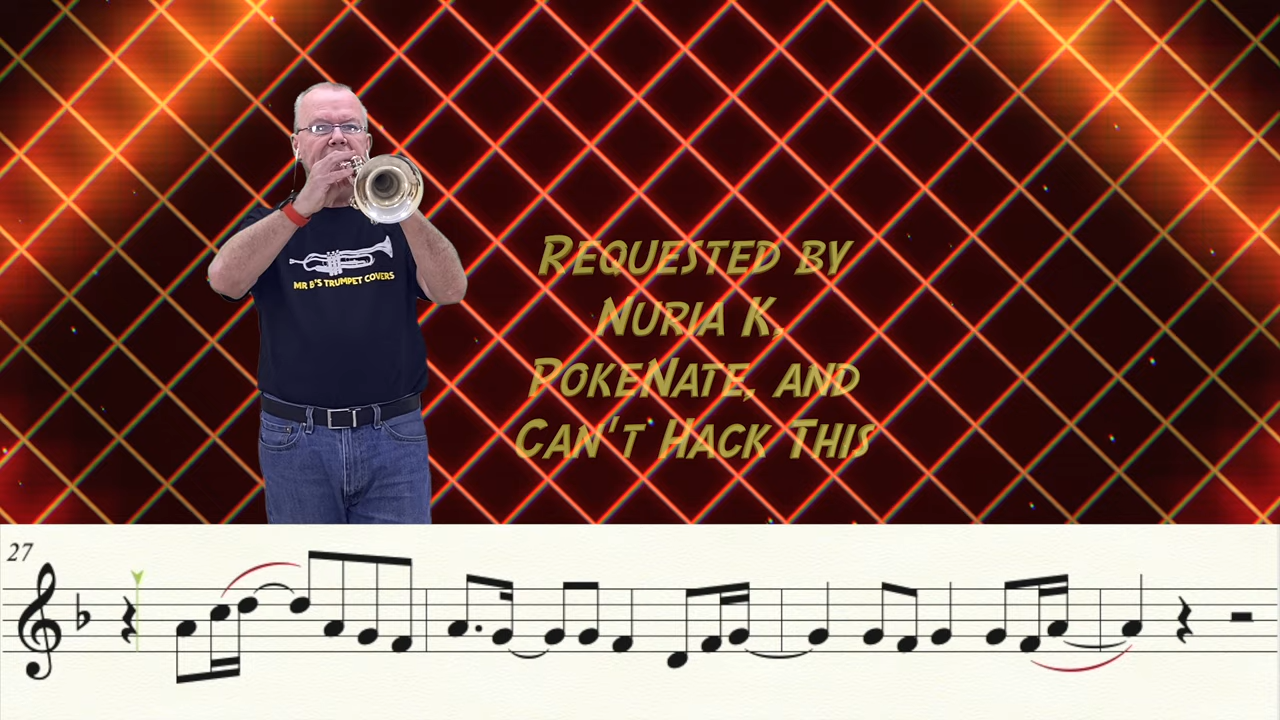 MR B'S TRUMPET COVERS
REQUESTED BY
NURIA K,
POKENATE, AND
CAN'T HACK THIS
27